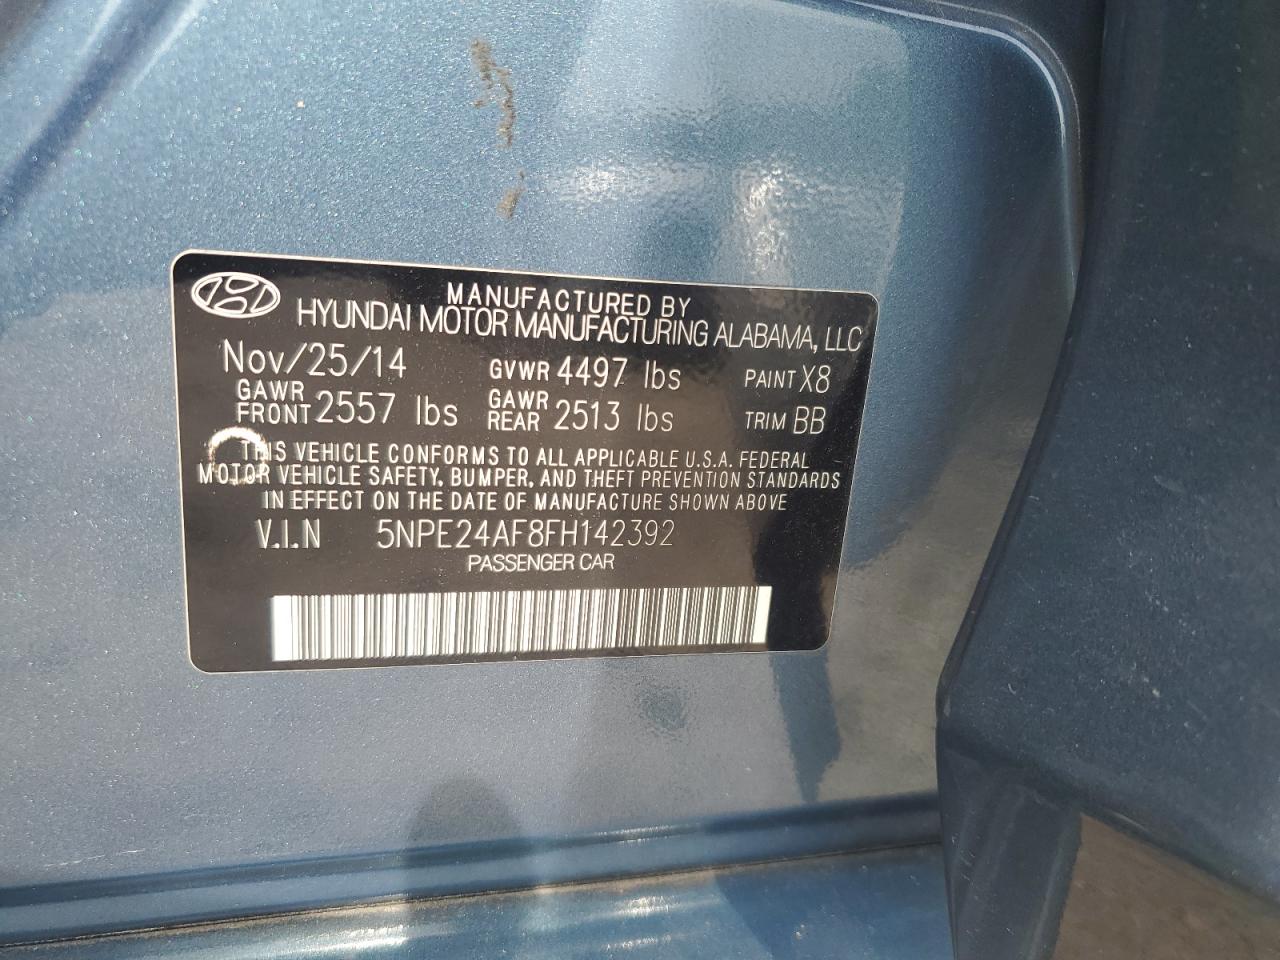 MANUFACTURED BY
HYUNDAI MOTOR MANUFACTURING ALABAMA, LLC
Nov/25/14 GVWR 4497 lbs PAINT X8
GAWR FRONT 2557 lbs GAWR REAR 2513 lbs TRIM BB
THIS VEHICLE CONFORMS TO ALL APPLICABLE U.S.A. FEDERAL
MOTOR VEHICLE SAFETY, BUMPER, AND THEFT PREVENTION STANDARDS
IN EFFECT ON THE DATE OF MANUFACTURE SHOWN ABOVE
V.I.N 5NPE24AF8FH142392
PASSENGER CAR